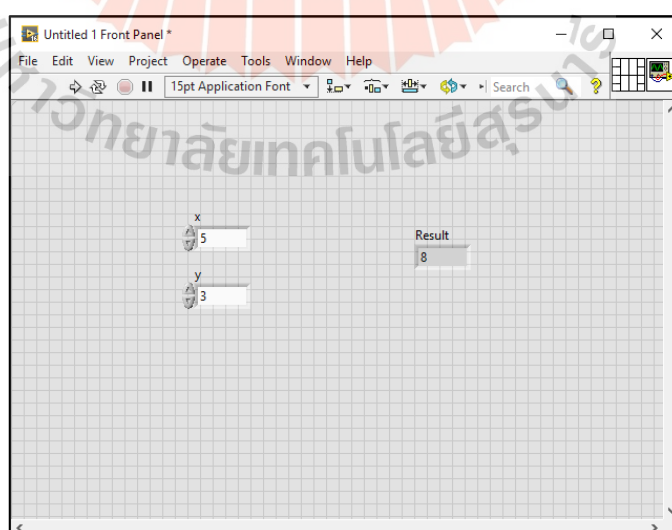 Untitled 1 Front Panel *
File Edit View Project Operate Tools Window Help
15pt Application Font
Search
x
5
y
3
Result
8